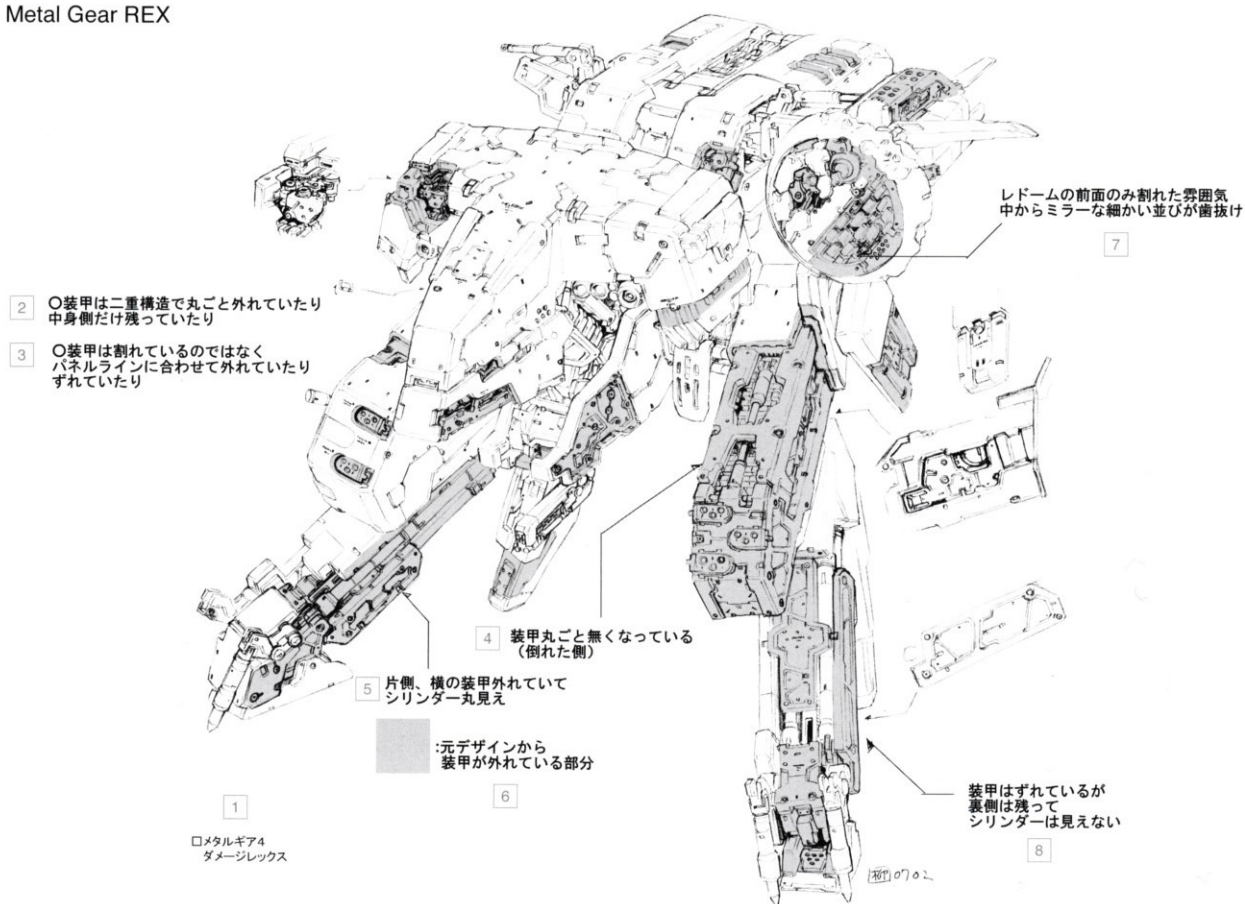 Metal Gear REX
レドームの前面のみ割れた雰囲気
中からミラーな細かい並びが歯抜け
7
2
○装甲は二重構造で丸ごと外れていたり
中身側だけ残っていたり
3
○装甲は割れているのではなく
パネルラインに合わせて外れていたり
ずれていたり
4
装甲丸ごと無くなっている
（倒れた側）
5
片側、横の装甲外れていて
シリンダー丸見え
:元デザインから
装甲が外れている部分
6
1
□メタルギア4
ダメージレックス
装甲はずれているが
裏側は残って
シリンダーは見えない
8
0702